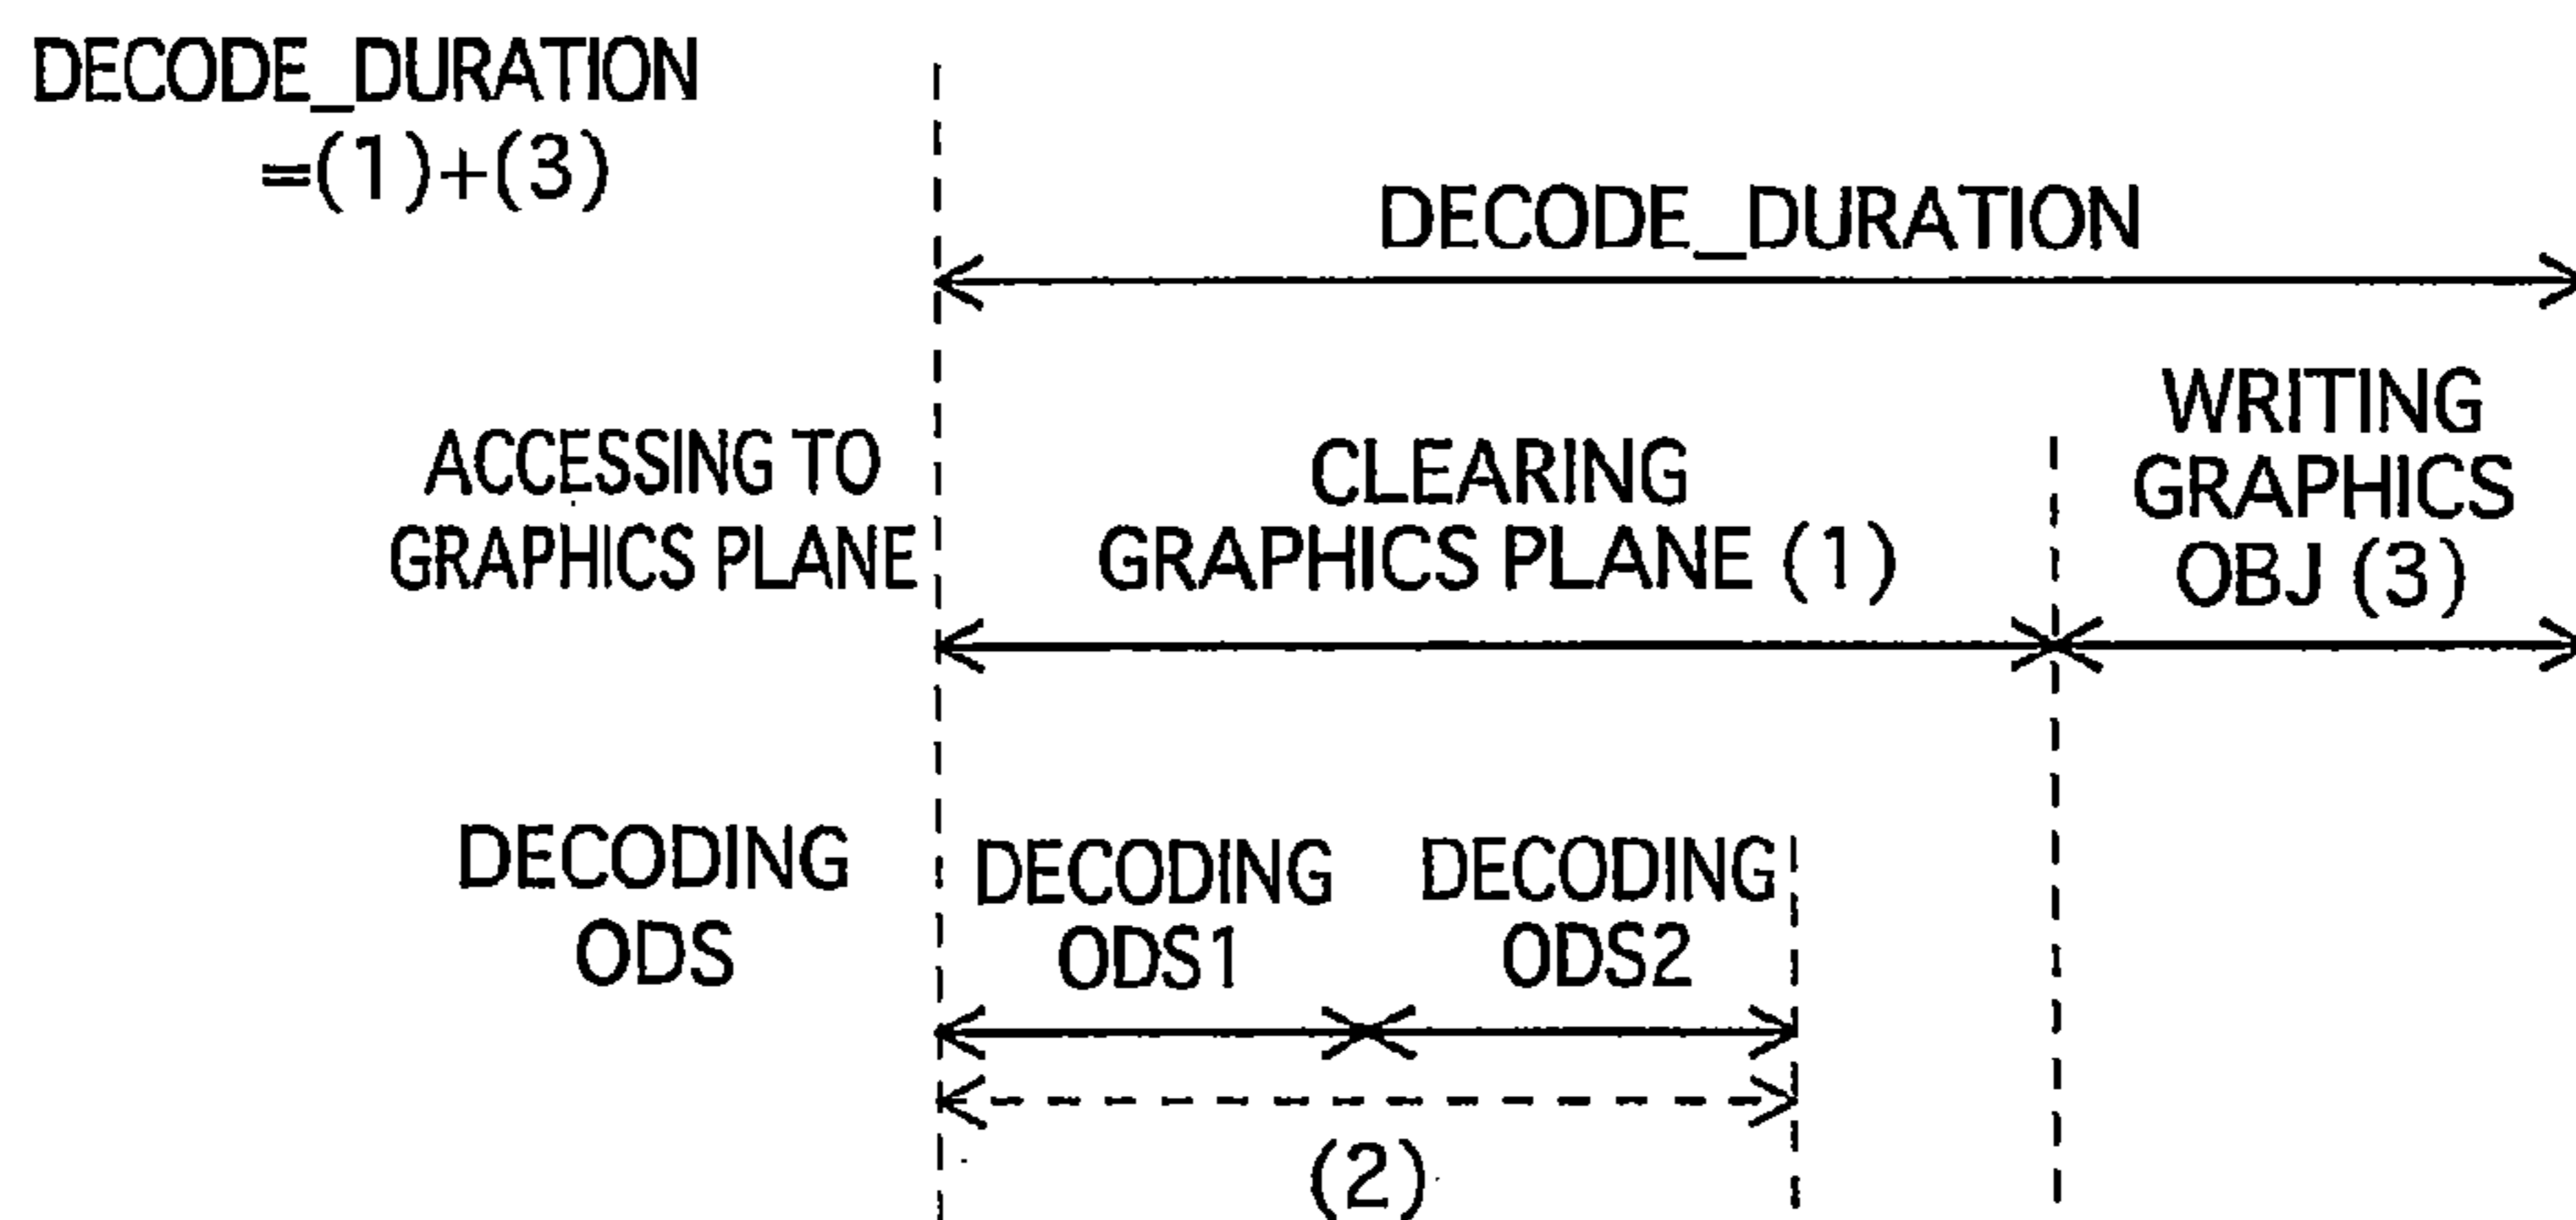 DECODE_DURATION
=(1)+(3)
DECODE_DURATION
ACCESSING TO
GRAPHICS PLANE
CLEARING
GRAPHICS PLANE (1)
WRITING
GRAPHICS
OBJ (3)
DECODING
ODS
DECODING
ODS1
DECODING
ODS2
(2)